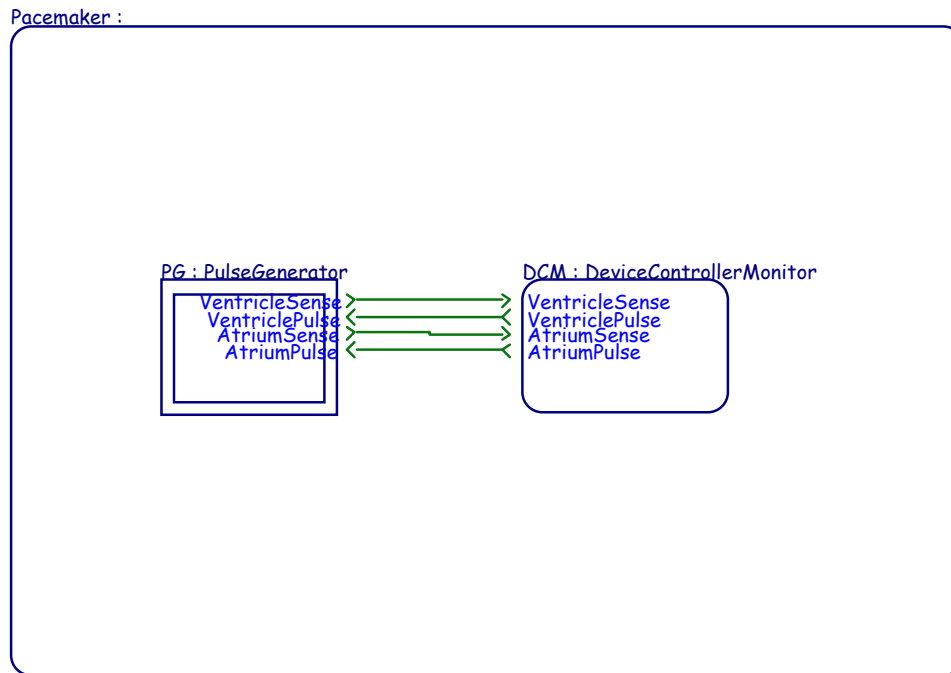 Pacemaker :
PG : PulseGenerator
DCM : DeviceControllerMonitor
VentricleSense
VentriclePulse
AtriumSense
AtriumPulse
VentricleSense
VentriclePulse
AtriumSense
AtriumPulse